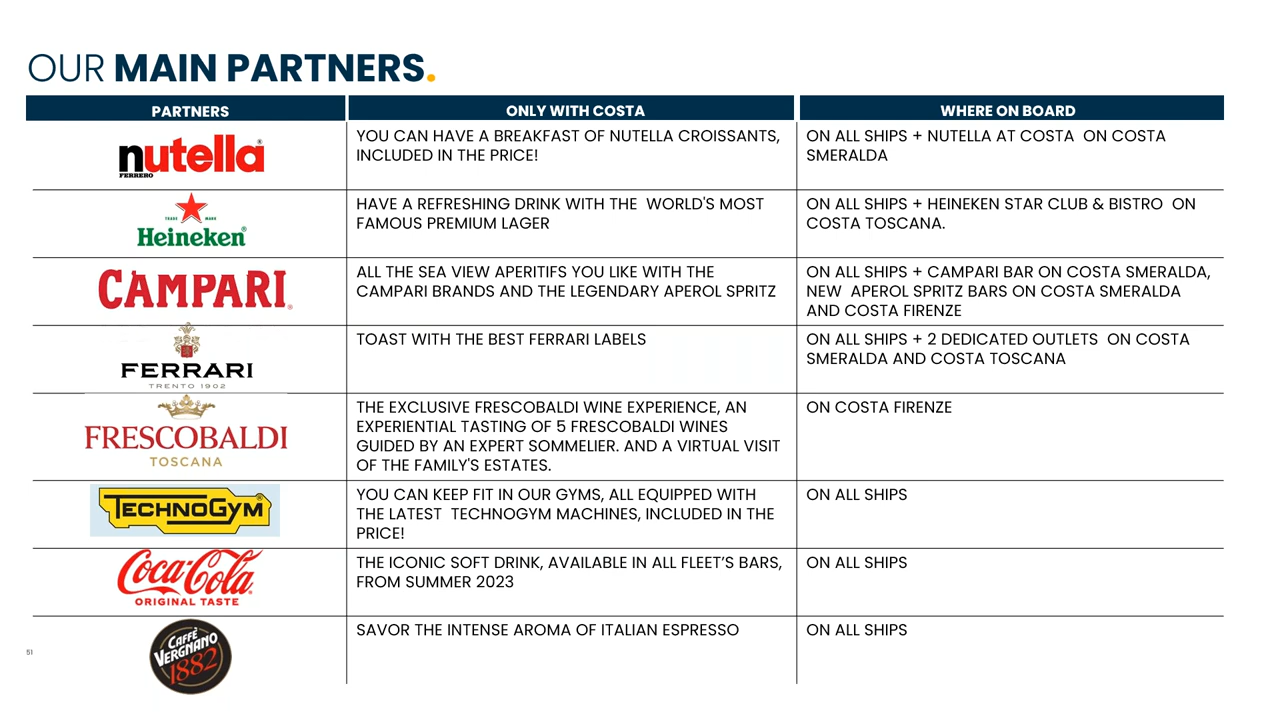 OUR MAIN PARTNERS.
PARTNERS
ONLY WITH COSTA
WHERE ON BOARD
nutella®
FERRERO
YOU CAN HAVE A BREAKFAST OF NUTELLA CROISSANTS,
INCLUDED IN THE PRICE!
ON ALL SHIPS + NUTELLA AT COSTA ON COSTA
SMERALDA
TRADE MARK
Heineken®
HAVE A REFRESHING DRINK WITH THE WORLD'S MOST
FAMOUS PREMIUM LAGER
ON ALL SHIPS + HEINEKEN STAR CLUB & BISTRO ON
COSTA TOSCANA.
CAMPARI®
ALL THE SEA VIEW APERITIFS YOU LIKE WITH THE
CAMPARI BRANDS AND THE LEGENDARY APEROL SPRITZ
ON ALL SHIPS + CAMPARI BAR ON COSTA SMERALDA,
NEW APEROL SPRITZ BARS ON COSTA SMERALDA
AND COSTA FIRENZE
FERRARI
TRENTO 1902
TOAST WITH THE BEST FERRARI LABELS
ON ALL SHIPS + 2 DEDICATED OUTLETS ON COSTA
SMERALDA AND COSTA TOSCANA
FRESCOBALDI
TOSCANA
THE EXCLUSIVE FRESCOBALDI WINE EXPERIENCE, AN
EXPERIENTIAL TASTING OF 5 FRESCOBALDI WINES
GUIDED BY AN EXPERT SOMMELIER. AND A VIRTUAL VISIT
OF THE FAMILY'S ESTATES.
ON COSTA FIRENZE
TECHNOGYM®
YOU CAN KEEP FIT IN OUR GYMS, ALL EQUIPPED WITH
THE LATEST TECHNOGYM MACHINES, INCLUDED IN THE
PRICE!
ON ALL SHIPS
Coca-Cola®
ORIGINAL TASTE
THE ICONIC SOFT DRINK, AVAILABLE IN ALL FLEET’S BARS,
FROM SUMMER 2023
ON ALL SHIPS
CAFFÈ
VERGNANO
1882
SAVOR THE INTENSE AROMA OF ITALIAN ESPRESSO
ON ALL SHIPS
51